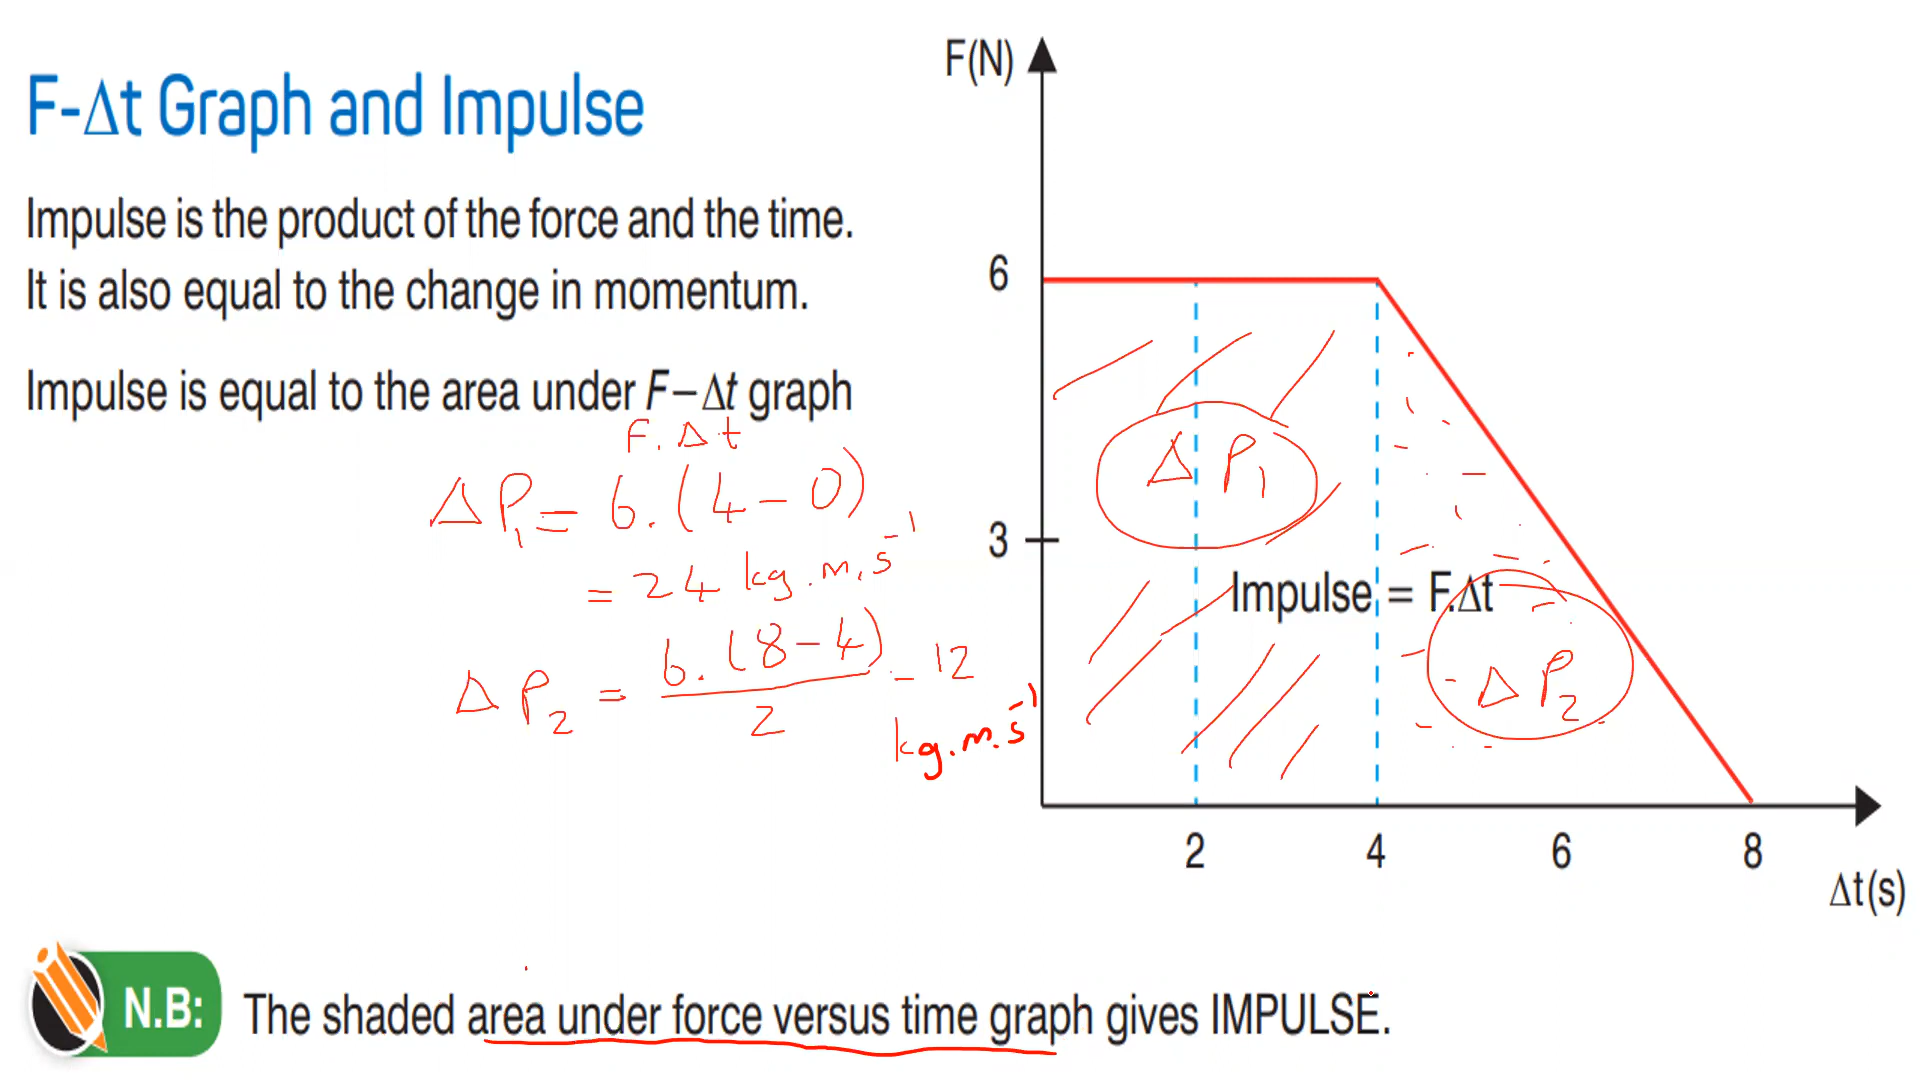 F-Δt Graph and Impulse
Impulse is the product of the force and the time.
It is also equal to the change in momentum.
Impulse is equal to the area under F–Δt graph
F.Δt
ΔP₁ = 6.(4-0)
= 24 kg.m.s⁻¹
ΔP₂ = 6.(8-4)/2 = 12
kg.m.s⁻¹
F(N)
6
3
ΔP₁
Impulse = F.Δt
ΔP₂
2 4 6 8
Δt(s)
N.B: The shaded area under force versus time graph gives IMPULSE.